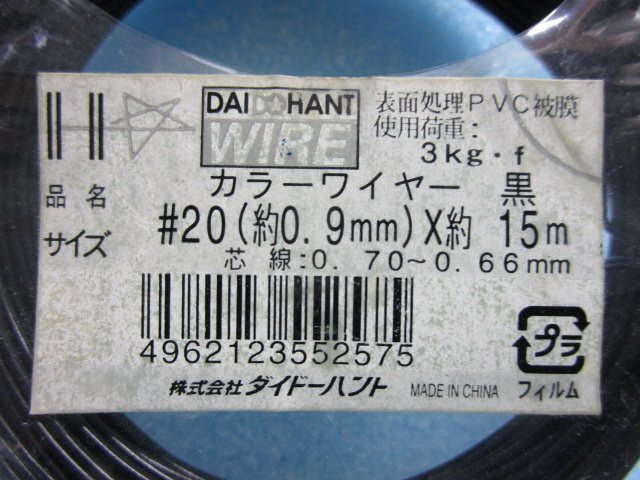 DAIDOHANT
WIRE
表面処理PVC被膜
使用荷重:
3kg・f
品名 カラーワイヤー 黒
サイズ #20(約0.9mm)X約 15m
芯線:0.70~0.66mm
4962123552575
株式会社ダイドーハント MADE IN CHINA
プラ
フィルム